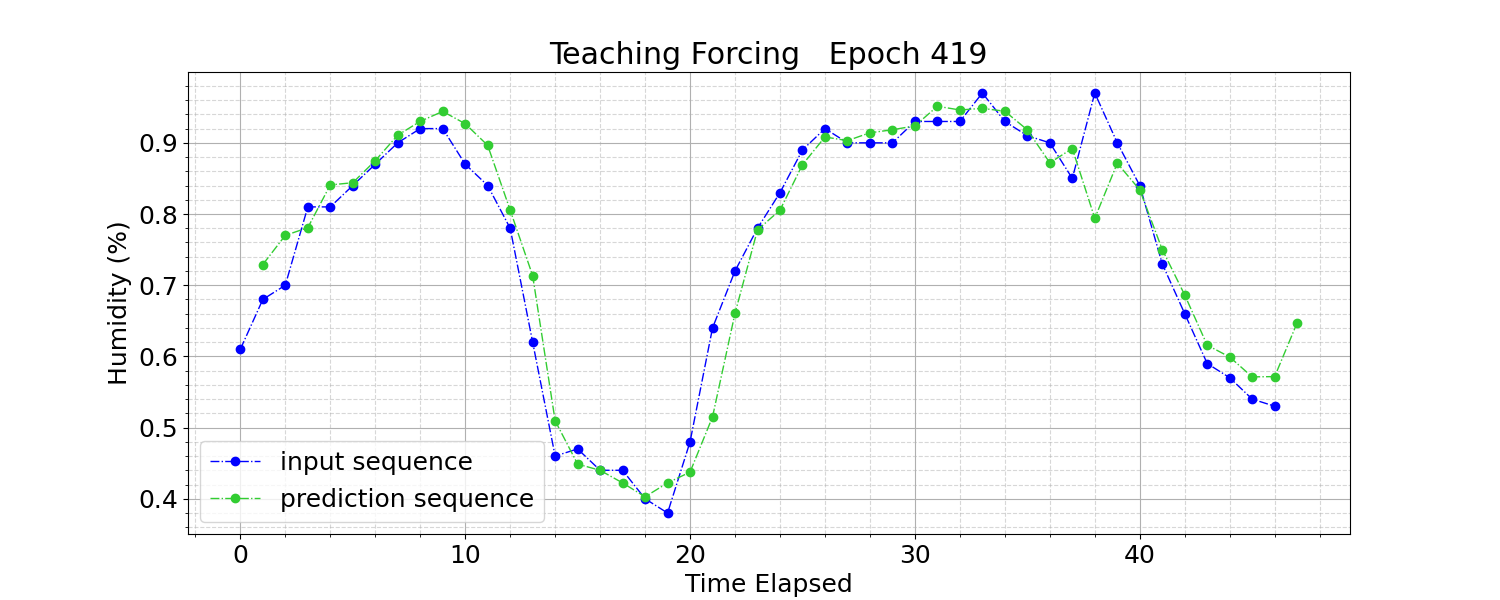 Teaching Forcing   Epoch 419
Humidity (%)
0.9
0.8
0.7
0.6
0.5
0.4
input sequence
prediction sequence
0 10 20 30 40
Time Elapsed